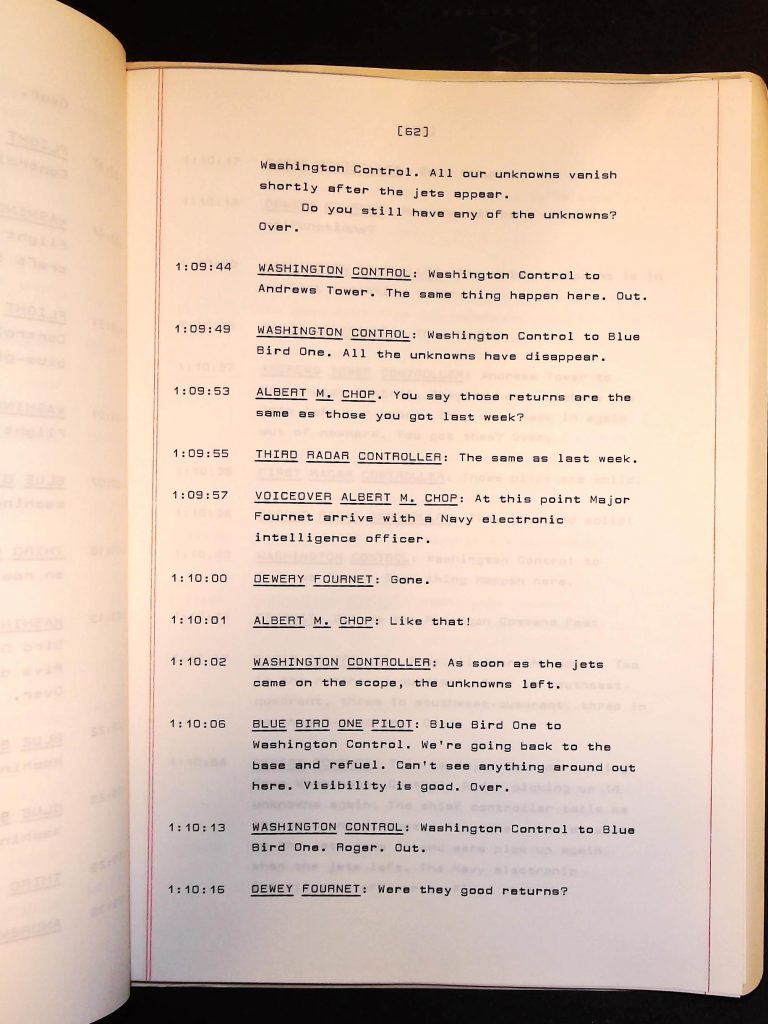 [62]
Washington Control. All our unknowns vanish
shortly after the jets appear.
Do you still have any of the unknowns?
Over.
1:09:44 WASHINGTON CONTROL: Washington Control to
Andrews Tower. The same thing happen here. Out.
1:09:49 WASHINGTON CONTROL: Washington Control to Blue
Bird One. All the unknowns have disappear.
1:09:53 ALBERT M. CHOP. You say those returns are the
same as those you got last week?
1:09:55 THIRD RADAR CONTROLLER: The same as last week.
1:09:57 VOICEOVER ALBERT M. CHOP: At this point Major
Fournet arrive with a Navy electronic
intelligence officer.
1:10:00 DEWERY FOURNET: Gone.
1:10:01 ALBERT M. CHOP: Like that!
1:10:02 WASHINGTON CONTROLLER: As soon as the jets
came on the scope, the unknowns left.
1:10:06 BLUE BIRD ONE PILOT: Blue Bird One to
Washington Control. We're going back to the
base and refuel. Can't see anything around out
here. Visibility is good. Over.
1:10:13 WASHINGTON CONTROL: Washington Control to Blue
Bird One. Roger. Out.
1:10:16 DEWEY FOURNET: Were they good returns?